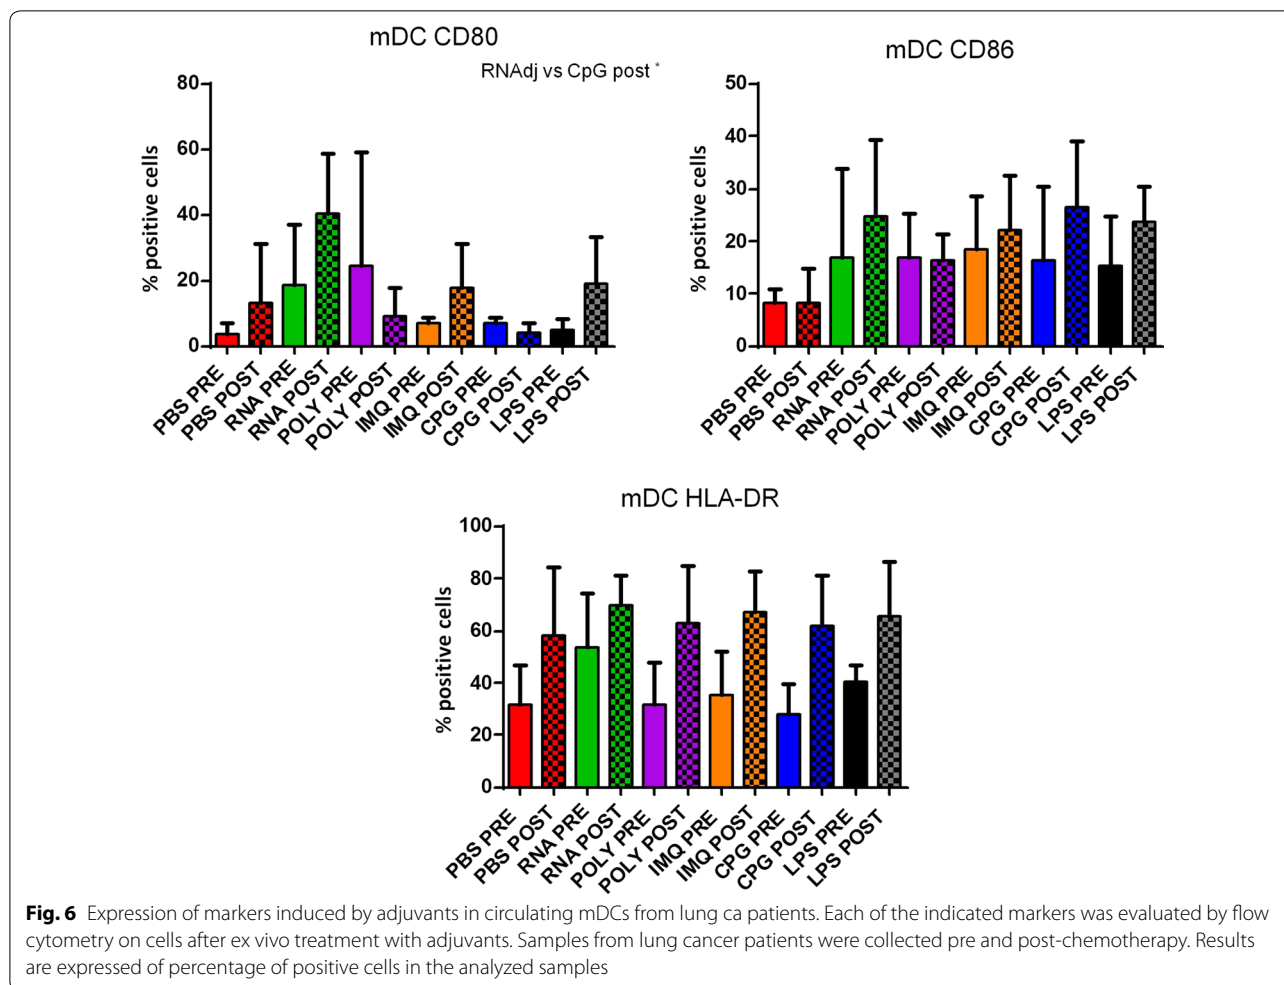 mDC CD80
RNAdj vs CpG post *
% positive cells
80
60
40
20
0
PBS PRE
PBS POST
RNA PRE
RNA POST
POLY PRE
POLY POST
IMQ PRE
IMQ POST
CPG PRE
CPG POST
LPS PRE
LPS POST
mDC CD86
% positive cells
50
40
30
20
10
0
PBS PRE
PBS POST
RNA PRE
RNA POST
POLY PRE
POLY POST
IMQ PRE
IMQ POST
CPG PRE
CPG POST
LPS PRE
LPS POST
mDC HLA-DR
% positive cells
100
80
60
40
20
0
PBS PRE
PBS POST
RNA PRE
RNA POST
POLY PRE
POLY POST
IMQ PRE
IMQ POST
CPG PRE
CPG POST
LPS PRE
LPS POST
Fig. 6 Expression of markers induced by adjuvants in circulating mDCs from lung ca patients. Each of the indicated markers was evaluated by flow
cytometry on cells after ex vivo treatment with adjuvants. Samples from lung cancer patients were collected pre and post-chemotherapy. Results
are expressed of percentage of positive cells in the analyzed samples